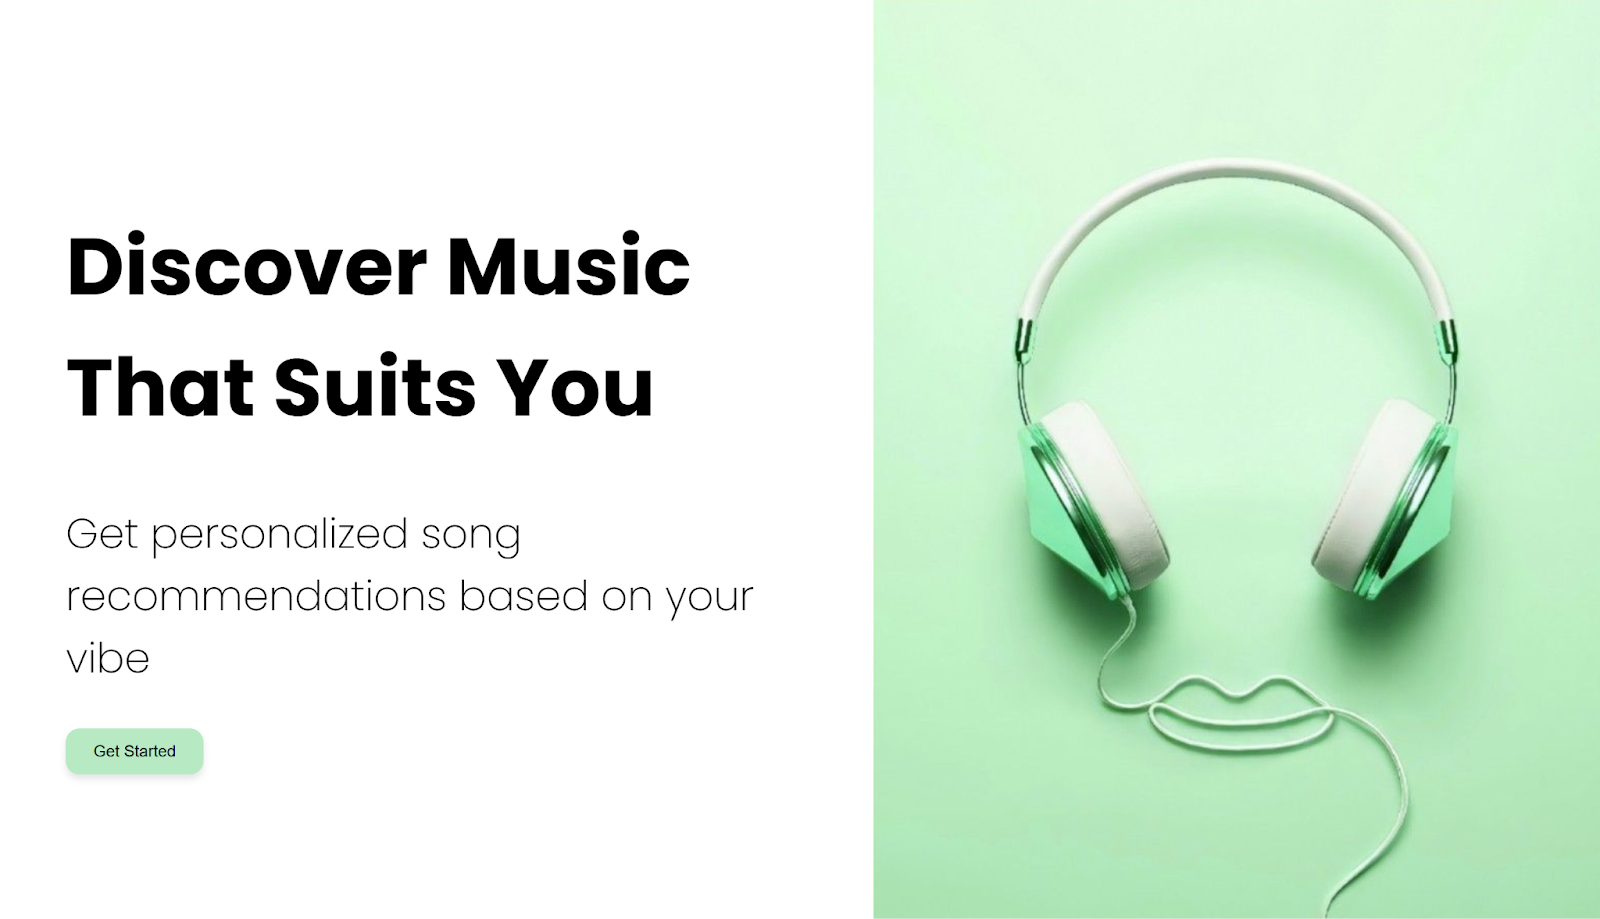 Discover Music
That Suits You
Get personalized song
recommendations based on your
vibe
Get Started